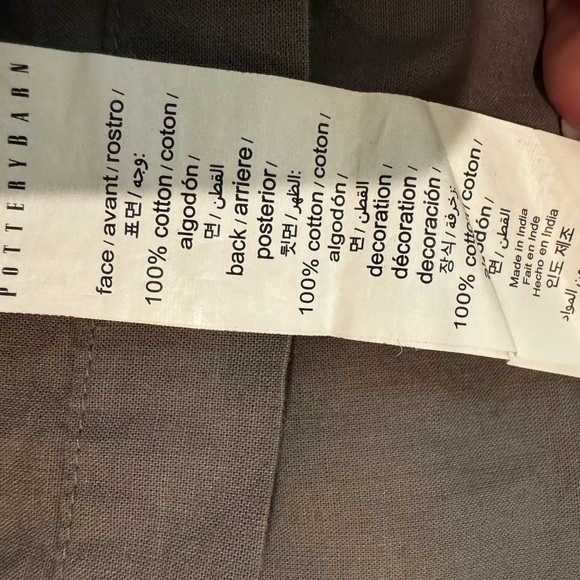 POTTERYBARN
face / avant / rostro /
표면 / وجه:
100% cotton / coton /
algodón /
면 / القطن
back / arriere /
posterior /
뒷면 / الظهر:
100% cotton / coton /
algodón /
면 / القطن
decoration /
décoration /
decoración /
장식 / زخرفة:
100% cotton / coton /
algodón /
면 / القطن
Made in India
Fait en Inde
Hecho en India
인도 제조
المواد